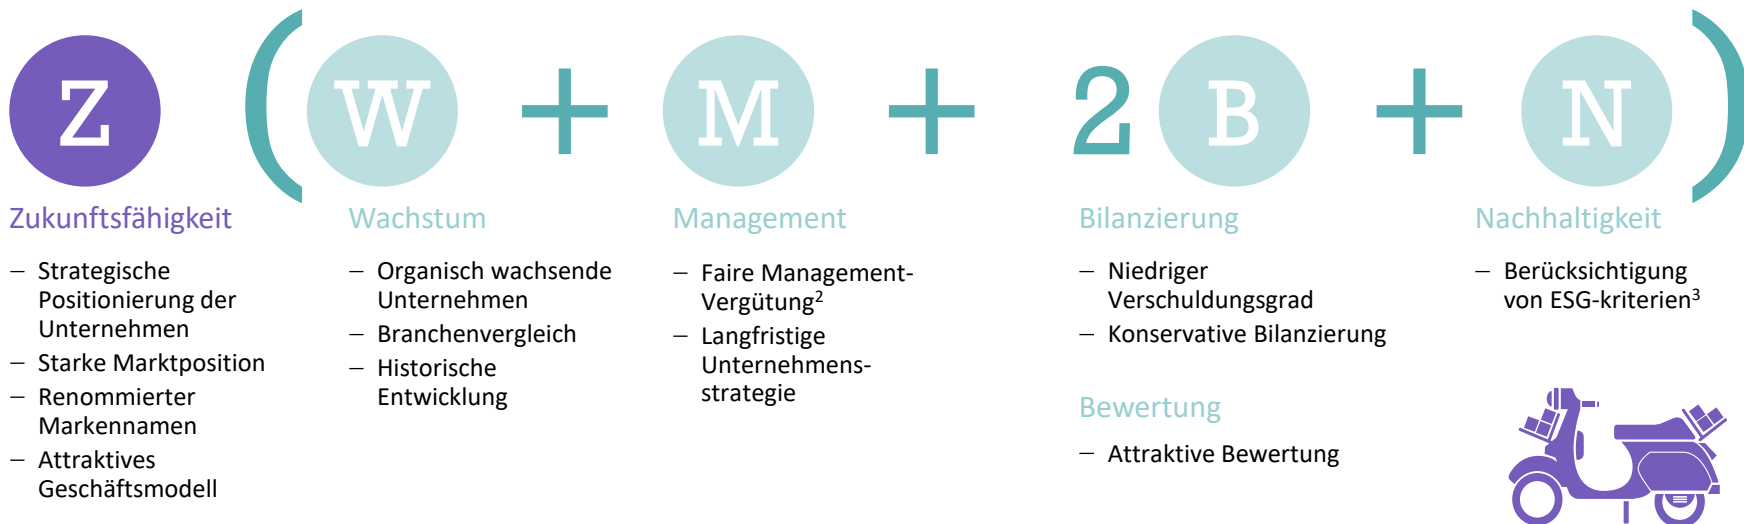 Z ( W + M + 2 B + N )
Zukunftsfähigkeit
– Strategische
Positionierung der
Unternehmen
– Starke Marktposition
– Renommierter
Markennamen
– Attraktives
Geschäftsmodell
Wachstum
– Organisch wachsende
Unternehmen
– Branchenvergleich
– Historische
Entwicklung
Management
– Faire Management-
Vergütung²
– Langfristige
Unternehmens-
strategie
Bilanzierung
– Niedriger
Verschuldungsgrad
– Konservative Bilanzierung
Bewertung
– Attraktive Bewertung
Nachhaltigkeit
– Berücksichtigung
von ESG-kriterien³